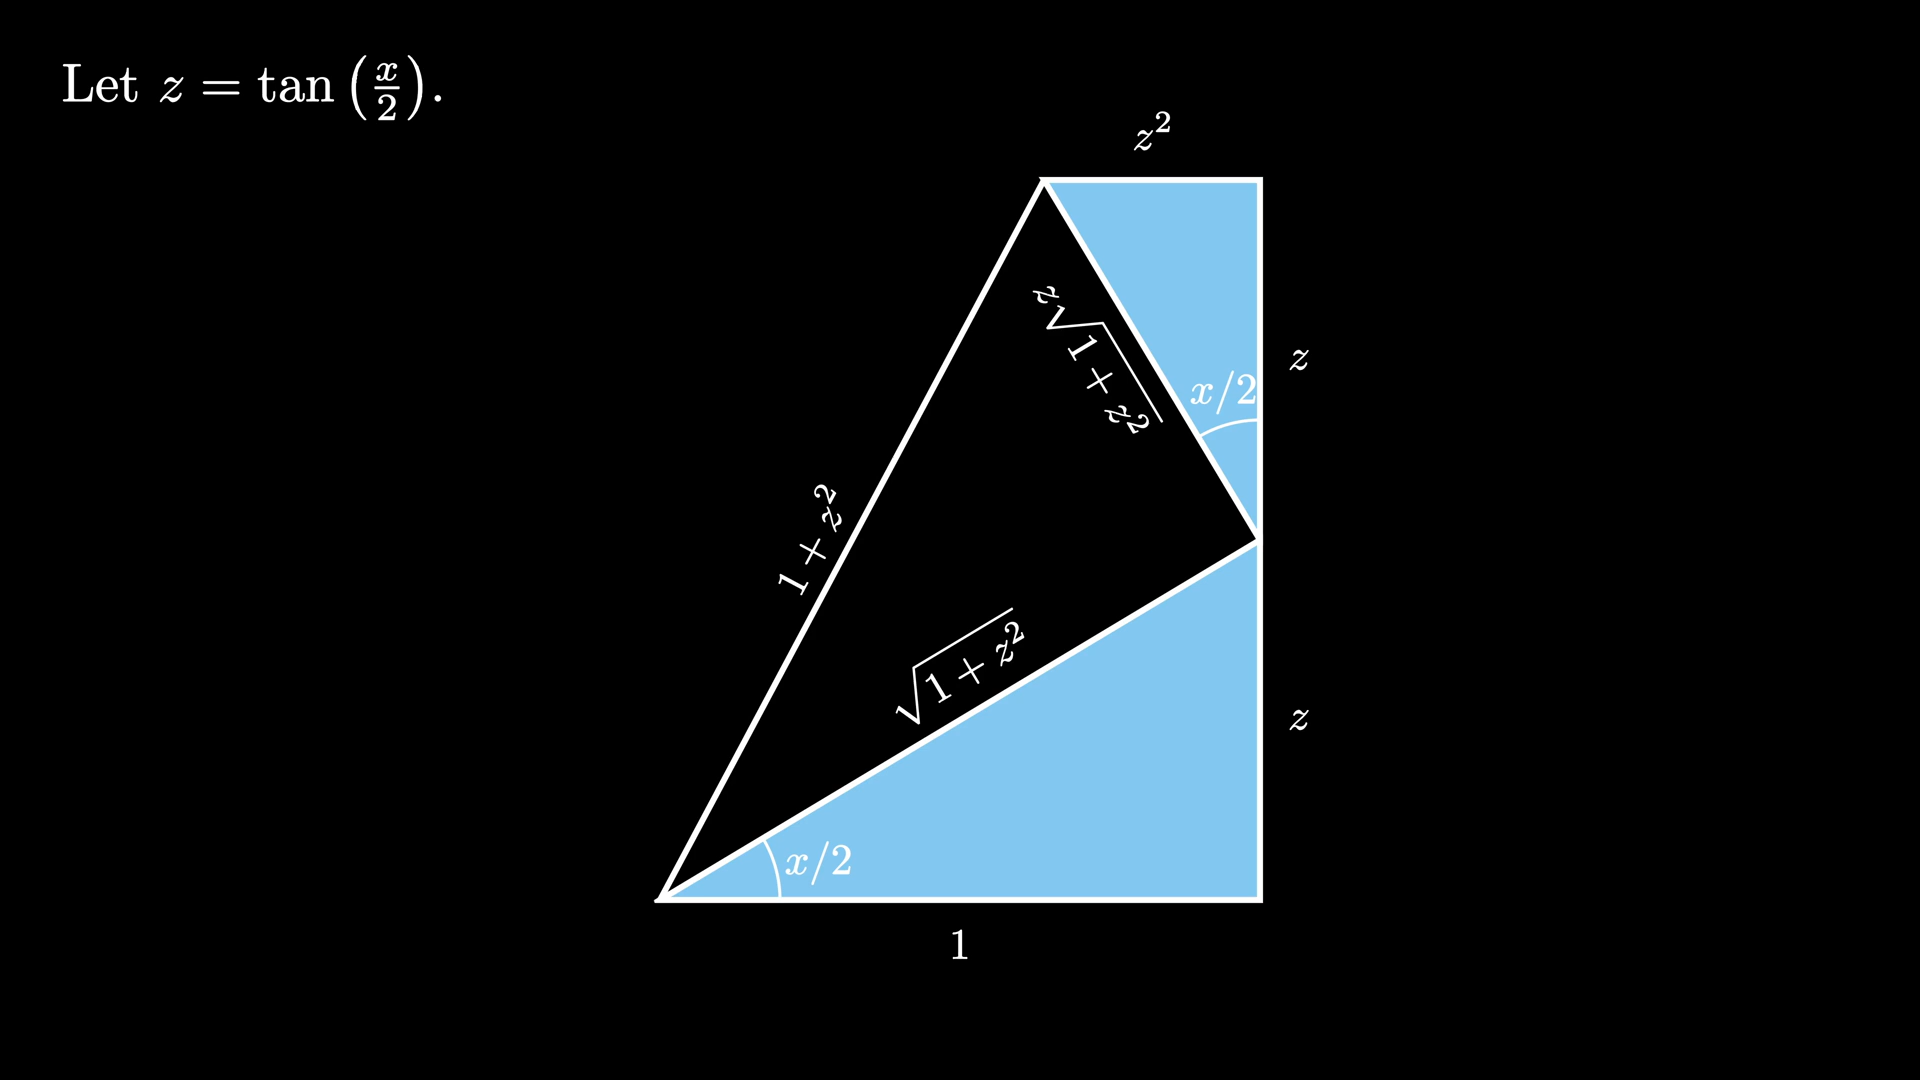 Let z = tan(x/2).
z²
z√1 + z²
z
x/2
1 + z²
√1 + z²
z
x/2
1